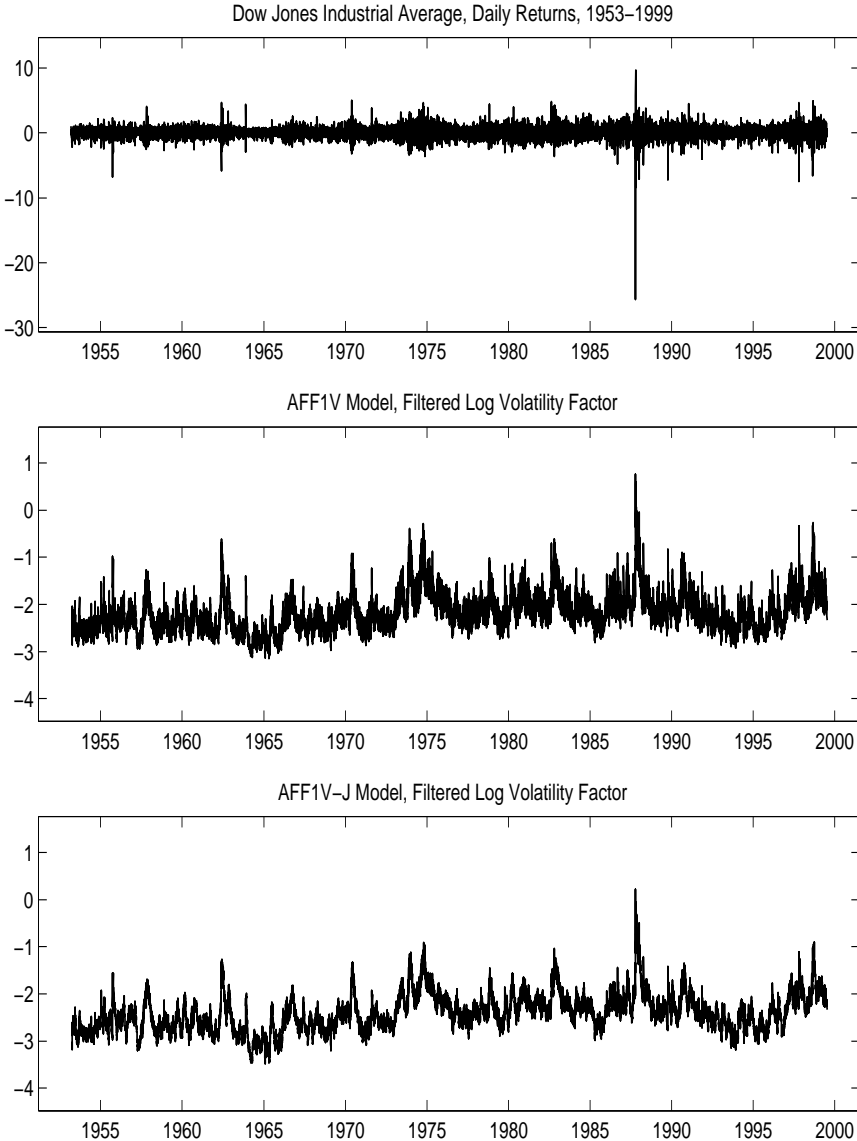 Dow Jones Industrial Average, Daily Returns, 1953−1999
10
0
−10
−20
−30
1955 1960 1965 1970 1975 1980 1985 1990 1995 2000
AFF1V Model, Filtered Log Volatility Factor
1
0
−1
−2
−3
−4
1955 1960 1965 1970 1975 1980 1985 1990 1995 2000
AFF1V−J Model, Filtered Log Volatility Factor
1
0
−1
−2
−3
−4
1955 1960 1965 1970 1975 1980 1985 1990 1995 2000